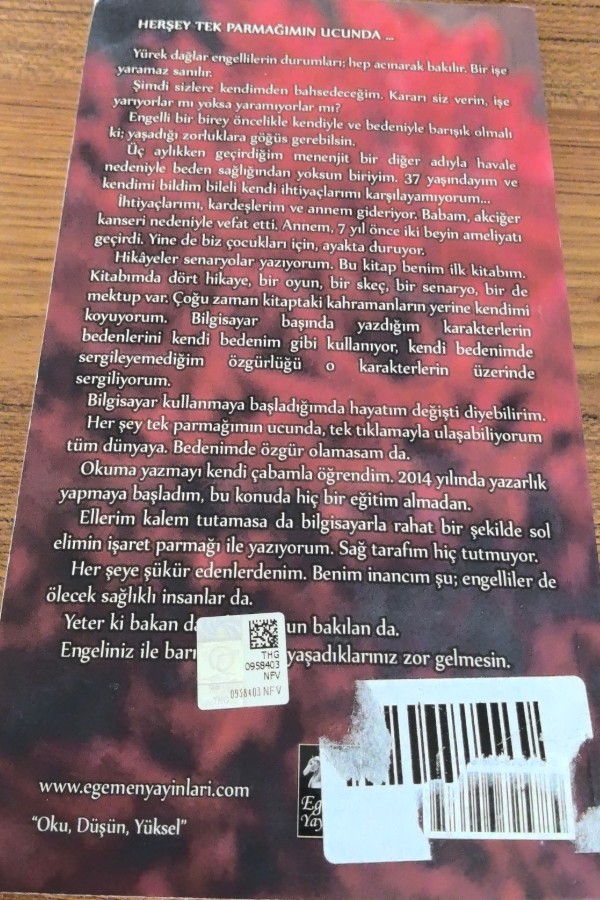 HERŞEY TEK PARMAĞIMIN UCUNDA ...
Yürek dağlar engellilerin durumları; hep acınarak bakılır. Bir işe
yaramaz sanılır.
Şimdi sizlere kendimden bahsedeceğim. Kararı siz verin, işe
yarıyorlar mı yoksa yaramıyorlar mı?
Engelli bir birey öncelikle kendiyle ve bedeniyle barışık olmalı
ki; yaşadığı zorluklara göğüs gerebilsin.
Üç aylıkken geçirdiğim menenjit bir diğer adıyla havale
nedeniyle beden sağlığından yoksun biriyim. 37 yaşındayım ve
kendimi bildim bileli kendi ihtiyaçlarımı karşılayamıyorum...
İhtiyaçlarımı, kardeşlerim ve annem gideriyor. Babam, akciğer
kanseri nedeniyle vefat etti. Annem, 7 yıl önce iki beyin ameliyatı
geçirdi. Yine de biz çocukları için, ayakta duruyor.
Hikâyeler senaryolar yazıyorum. Bu kitap benim ilk kitabım.
Kitabımda dört hikaye, bir oyun, bir skeç, bir senaryo, bir de
mektup var. Çoğu zaman kitaptaki kahramanların yerine kendimi
koyuyorum. Bilgisayar başında yazdığım karakterlerin
bedenlerini kendi bedenim gibi kullanıyor, kendi bedenimde
sergileyemediğim özgürlüğü o karakterlerin üzerinde
sergiliyorum.
Bilgisayar kullanmaya başladığımda hayatım değişti diyebilirim.
Her şey tek parmağımın ucunda, tek tıklamayla ulaşabiliyorum
tüm dünyaya. Bedenimde özgür olamasam da.
Okuma yazmayı kendi çabamla öğrendim. 2014 yılında yazarlık
yapmaya başladım, bu konuda hiç bir eğitim almadan.
Ellerim kalem tutamasa da bilgisayarla rahat bir şekilde sol
elimin işaret parmağı ile yazıyorum. Sağ tarafım hiç tutmuyor.
Her şeye şükür edenlerdenim. Benim inancım şu; engelliler de
ölecek sağlıklı insanlar da.
Yeter ki bakan da un bakılan da.
Engeliniz ile barı yaşadıklarınız zor gelmesin.
THG
0958403
NFV
0958403 NFV
www.egemenyayinlari.com
"Oku, Düşün, Yüksel"
Eg
Yay